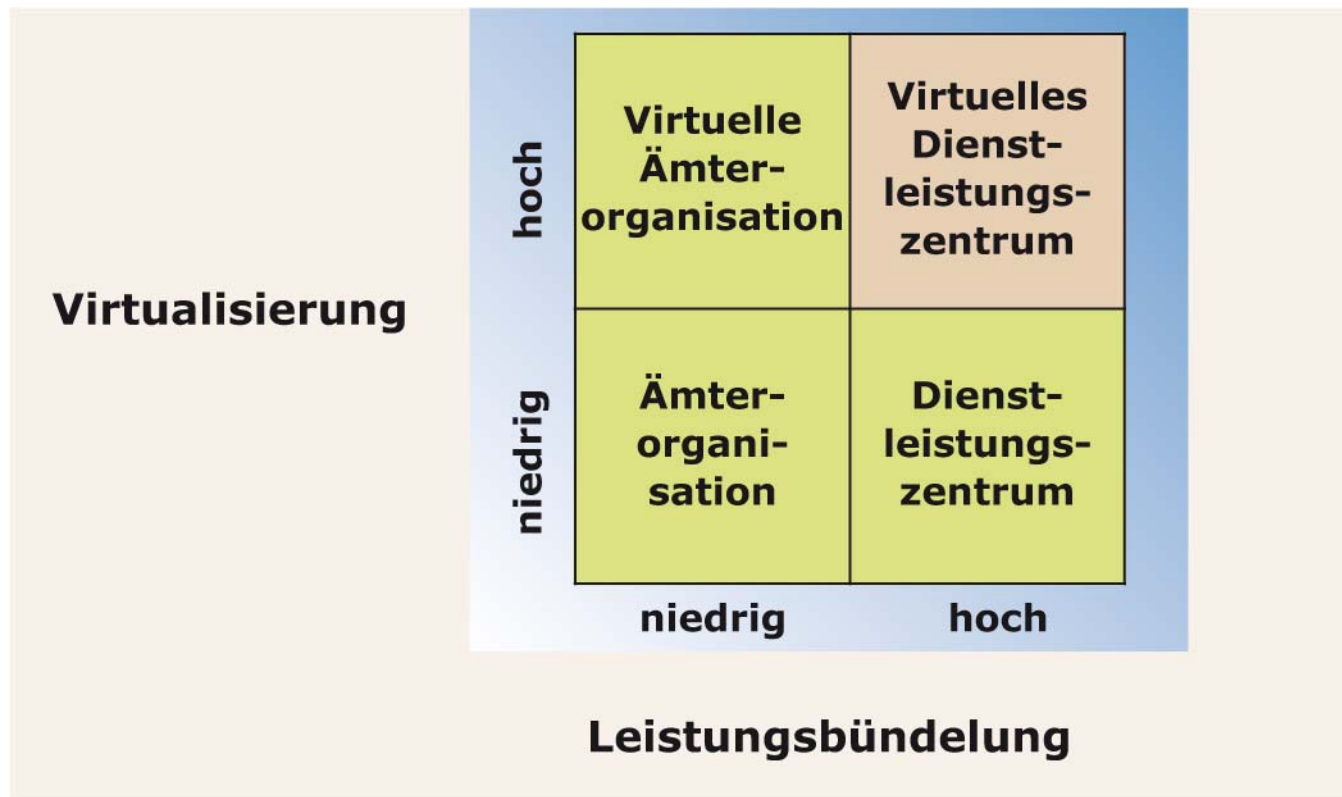 Virtualisierung
hoch
niedrig
Virtuelle
Ämter-
organisation
Virtuelles
Dienst-
leistungs-
zentrum
Ämter-
organi-
sation
Dienst-
leistungs-
zentrum
niedrig
hoch
Leistungsbündelung